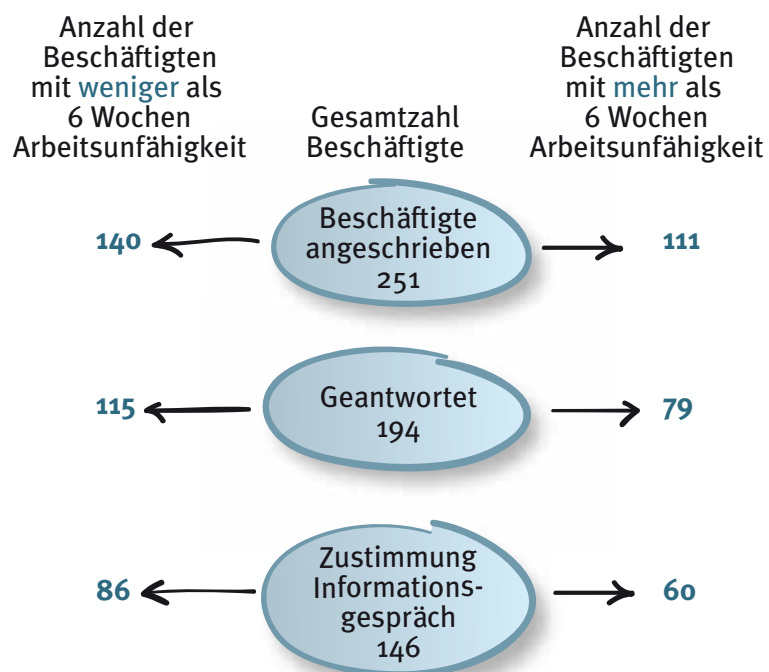 Anzahl der
Beschäftigten
mit weniger als
6 Wochen
Arbeitsunfähigkeit
Gesamtzahl
Beschäftigte
Anzahl der
Beschäftigten
mit mehr als
6 Wochen
Arbeitsunfähigkeit
140
Beschäftigte
angeschrieben
251
111
115
Geantwortet
194
79
86
Zustimmung
Informations-
gespräch
146
60